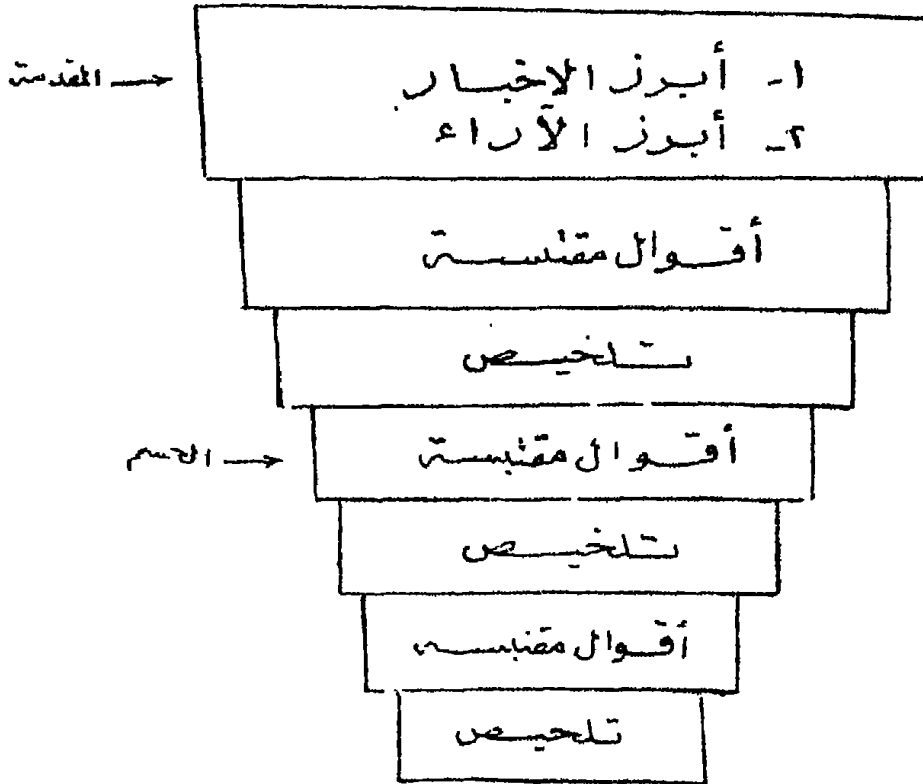 ١- أبرز الاخبار
المقدمة
٢- أبرز الآراء
أقوال مقتبسة
تلخيص
أقوال مقتبسة
الجسم
تلخيص
أقوال مقتبسة
تلخيص